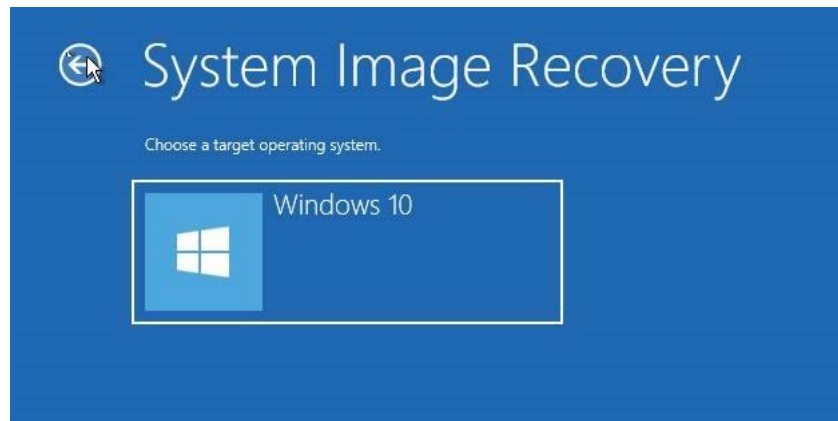 System Image Recovery
Choose a target operating system.
Windows 10